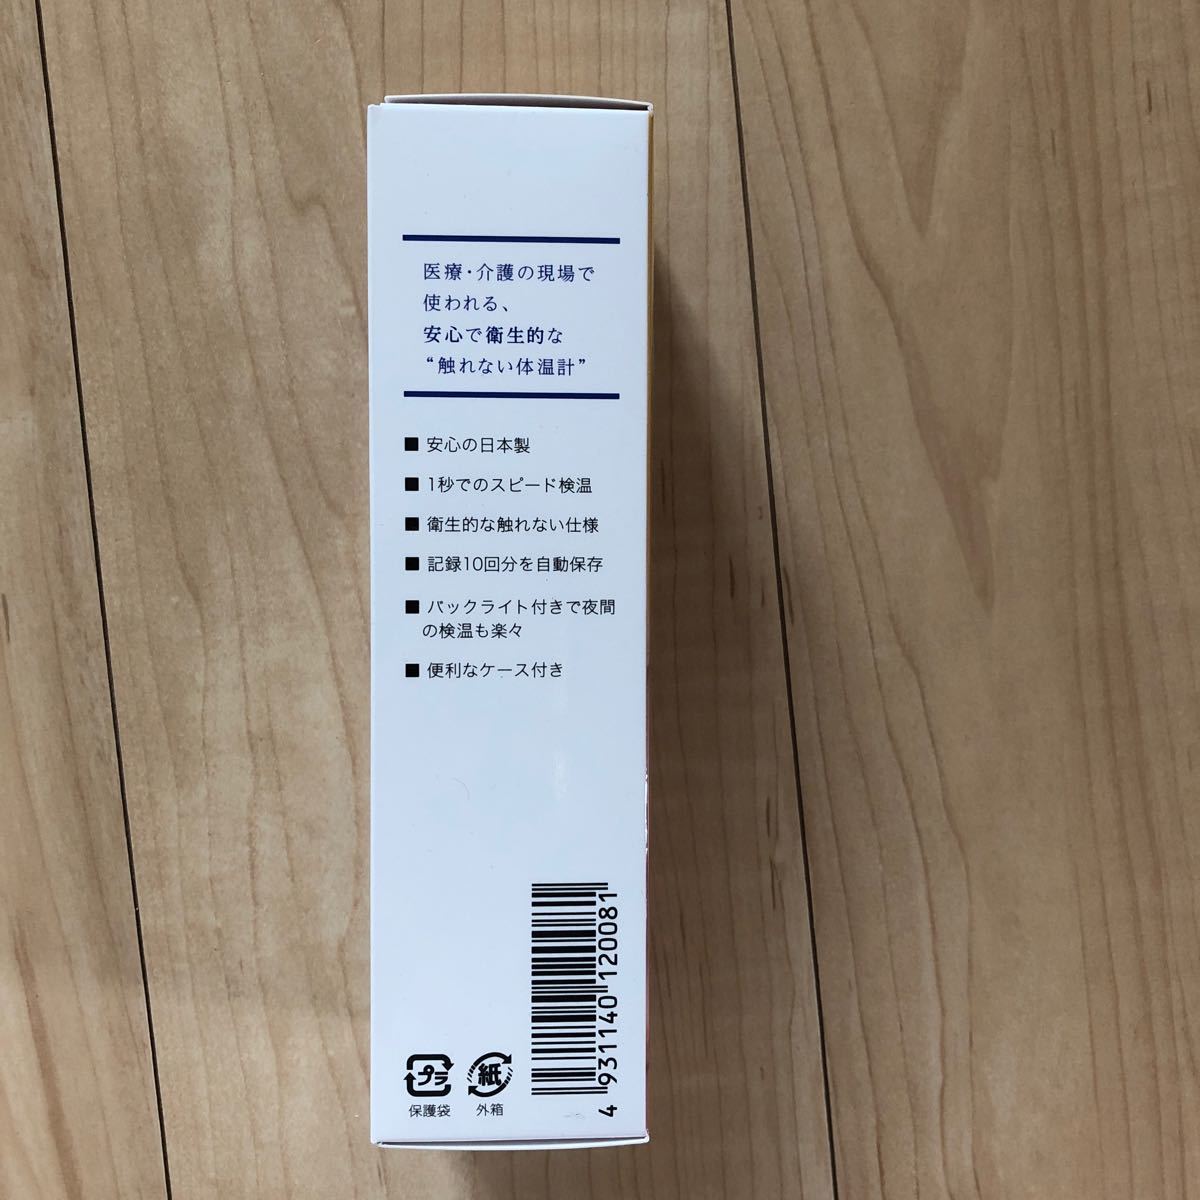 医療・介護の現場で
使われる、
安心で衛生的な
“触れない体温計”
■ 安心の日本製
■ 1秒でのスピード検温
■ 衛生的な触れない仕様
■ 記録10回分を自動保存
■ バックライト付きで夜間
の検温も楽々
■ 便利なケース付き
4 931140 120081
プラ
保護袋
紙
外箱